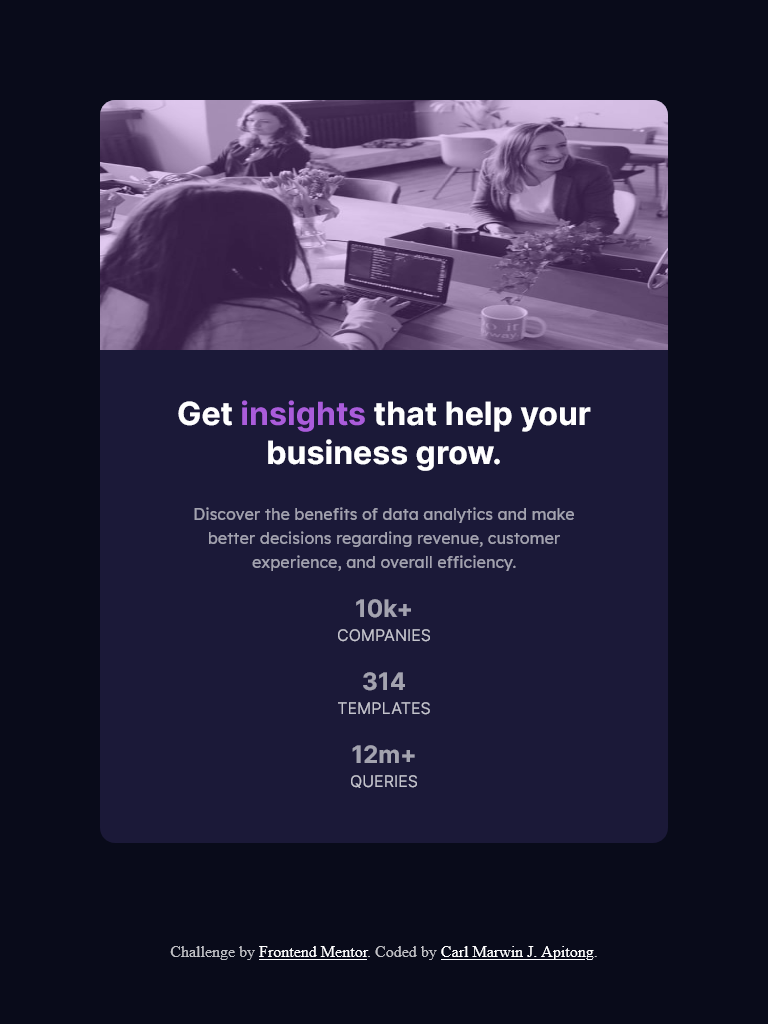 Get insights that help your
business grow.
Discover the benefits of data analytics and make
better decisions regarding revenue, customer
experience, and overall efficiency.
10k+
COMPANIES
314
TEMPLATES
12m+
QUERIES
Challenge by Frontend Mentor. Coded by Carl Marwin J. Apitong.